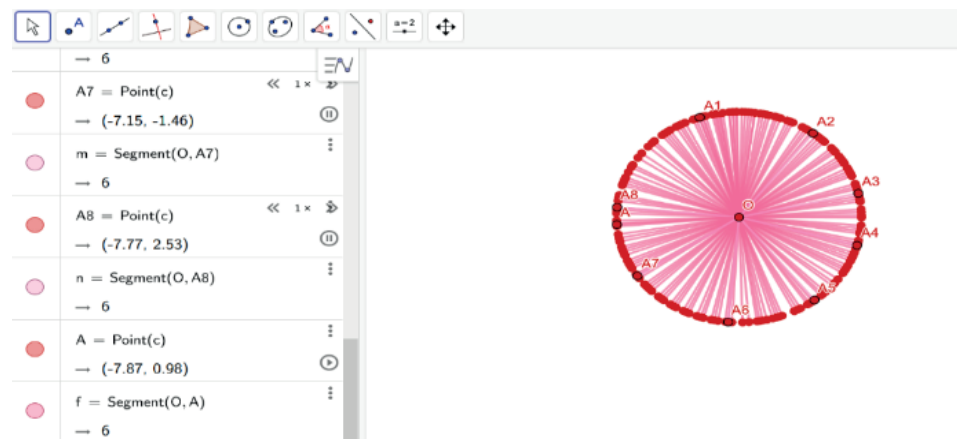 A
a=2
→ 6
A7 = Point(c)
1 ×
→ (-7.15, -1.46)
m = Segment(O, A7)
→ 6
A8 = Point(c)
1 ×
→ (-7.77, 2.53)
n = Segment(O, A8)
→ 6
A = Point(c)
→ (-7.87, 0.98)
f = Segment(O, A)
→ 6
A1
A2
A3
A8
O
A
A4
A7
A5
A6